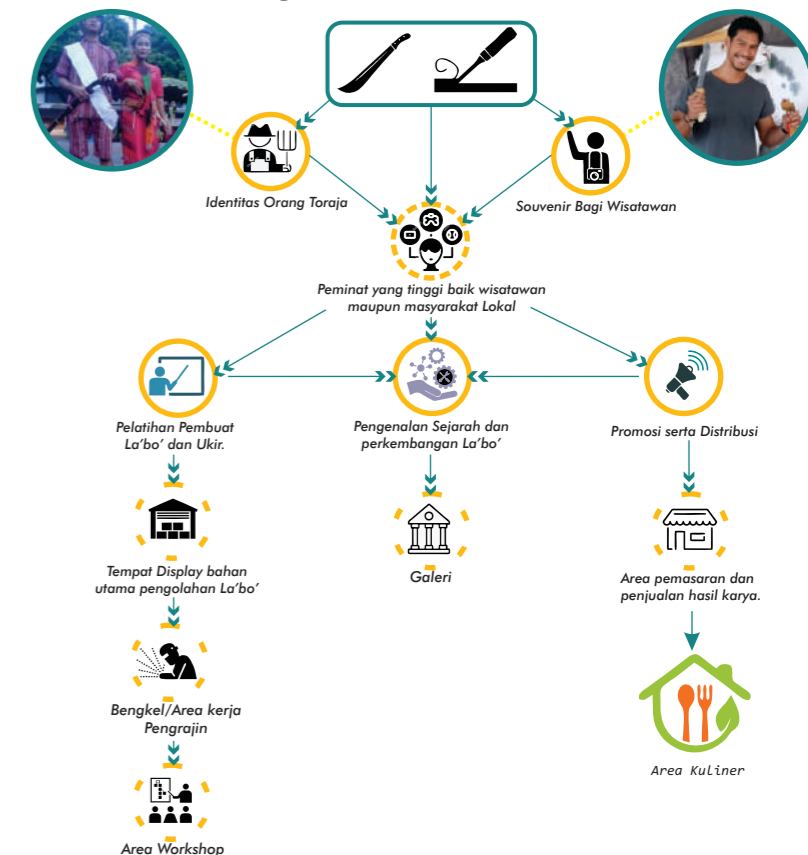 Identitas Orang Toraja
Souvenir Bagi Wisatawan
Peminat yang tinggi baik wisatawan
maupun masyarakat Lokal
Pelatihan Pembuat
La'bo' dan Ukir.
Pengenalan Sejarah dan
perkembangan La'bo'
Promosi serta Distribusi
Tempat Display bahan
utama pengolahan La'bo'
Galeri
Area pemasaran dan
penjualan hasil karya.
Bengkel/Area kerja
Pengrajin
Area Kuliner
Area Workshop